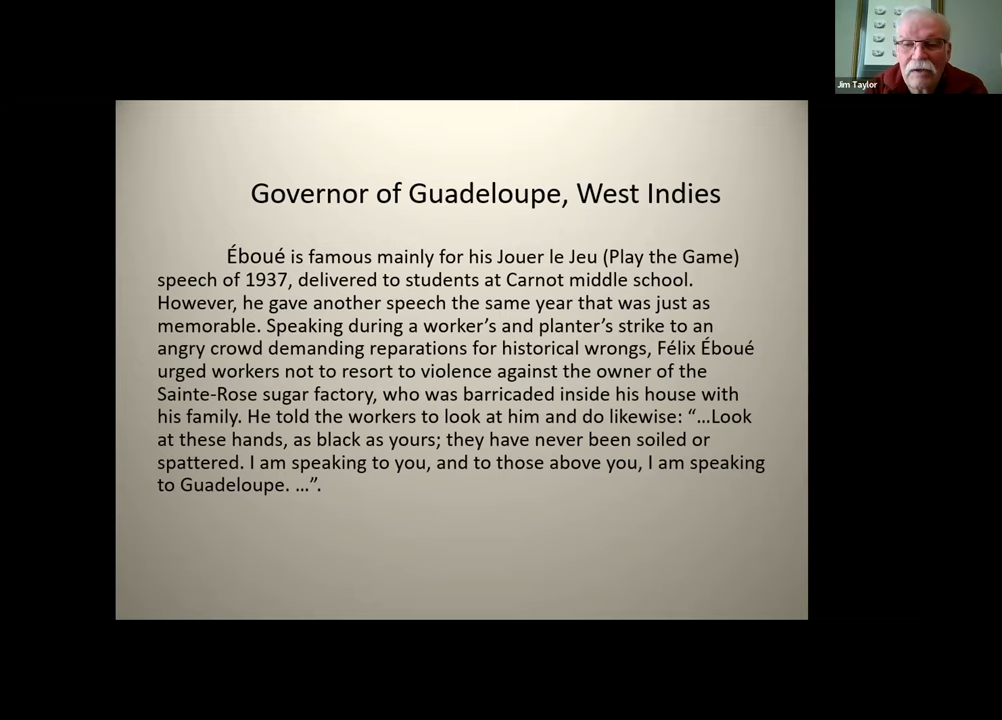 Jim Taylor
Governor of Guadeloupe, West Indies
Éboué is famous mainly for his Jouer le Jeu (Play the Game)
speech of 1937, delivered to students at Carnot middle school.
However, he gave another speech the same year that was just as
memorable. Speaking during a worker’s and planter’s strike to an
angry crowd demanding reparations for historical wrongs, Félix Éboué
urged workers not to resort to violence against the owner of the
Sainte-Rose sugar factory, who was barricaded inside his house with
his family. He told the workers to look at him and do likewise: “…Look
at these hands, as black as yours; they have never been soiled or
spattered. I am speaking to you, and to those above you, I am speaking
to Guadeloupe. …”.